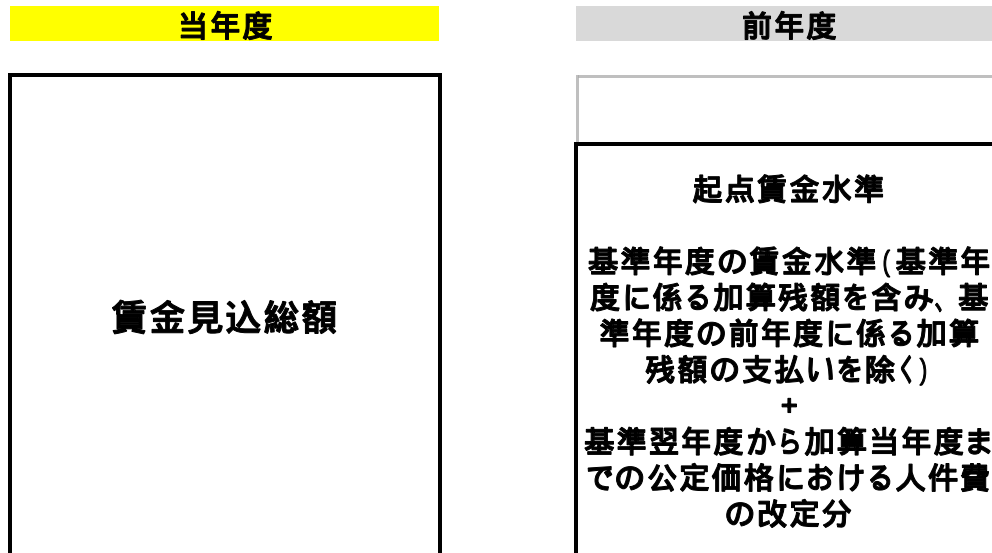 当年度
前年度
賃金見込総額
起点賃金水準
基準年度の賃金水準(基準年
度に係る加算残額を含み、基
準年度の前年度に係る加算
残額の支払いを除く)
+
基準翌年度から加算当年度ま
での公定価格における人件費
の改定分